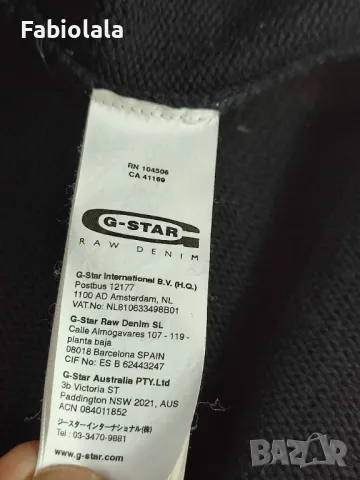 Fabiolala
RN 104506
CA 41169
G-STAR
RAW DENIM
G-Star International B.V. (H.Q.)
Postbus 12177
1100 AD Amsterdam, NL
VAT.No: NL810633498B01
G-Star Raw Denim SL
Calle Almogavares 107 - 119 -
planta baja
08018 Barcelona SPAIN
CIF No: ES B 62443247
G-Star Australia PTY.Ltd
3b Victoria ST
Paddington NSW 2021, AUS
ACN 084011852
ジースターインターナショナル(株)
Tel : 03-3470-9881
www.g-star.com
BAZAR